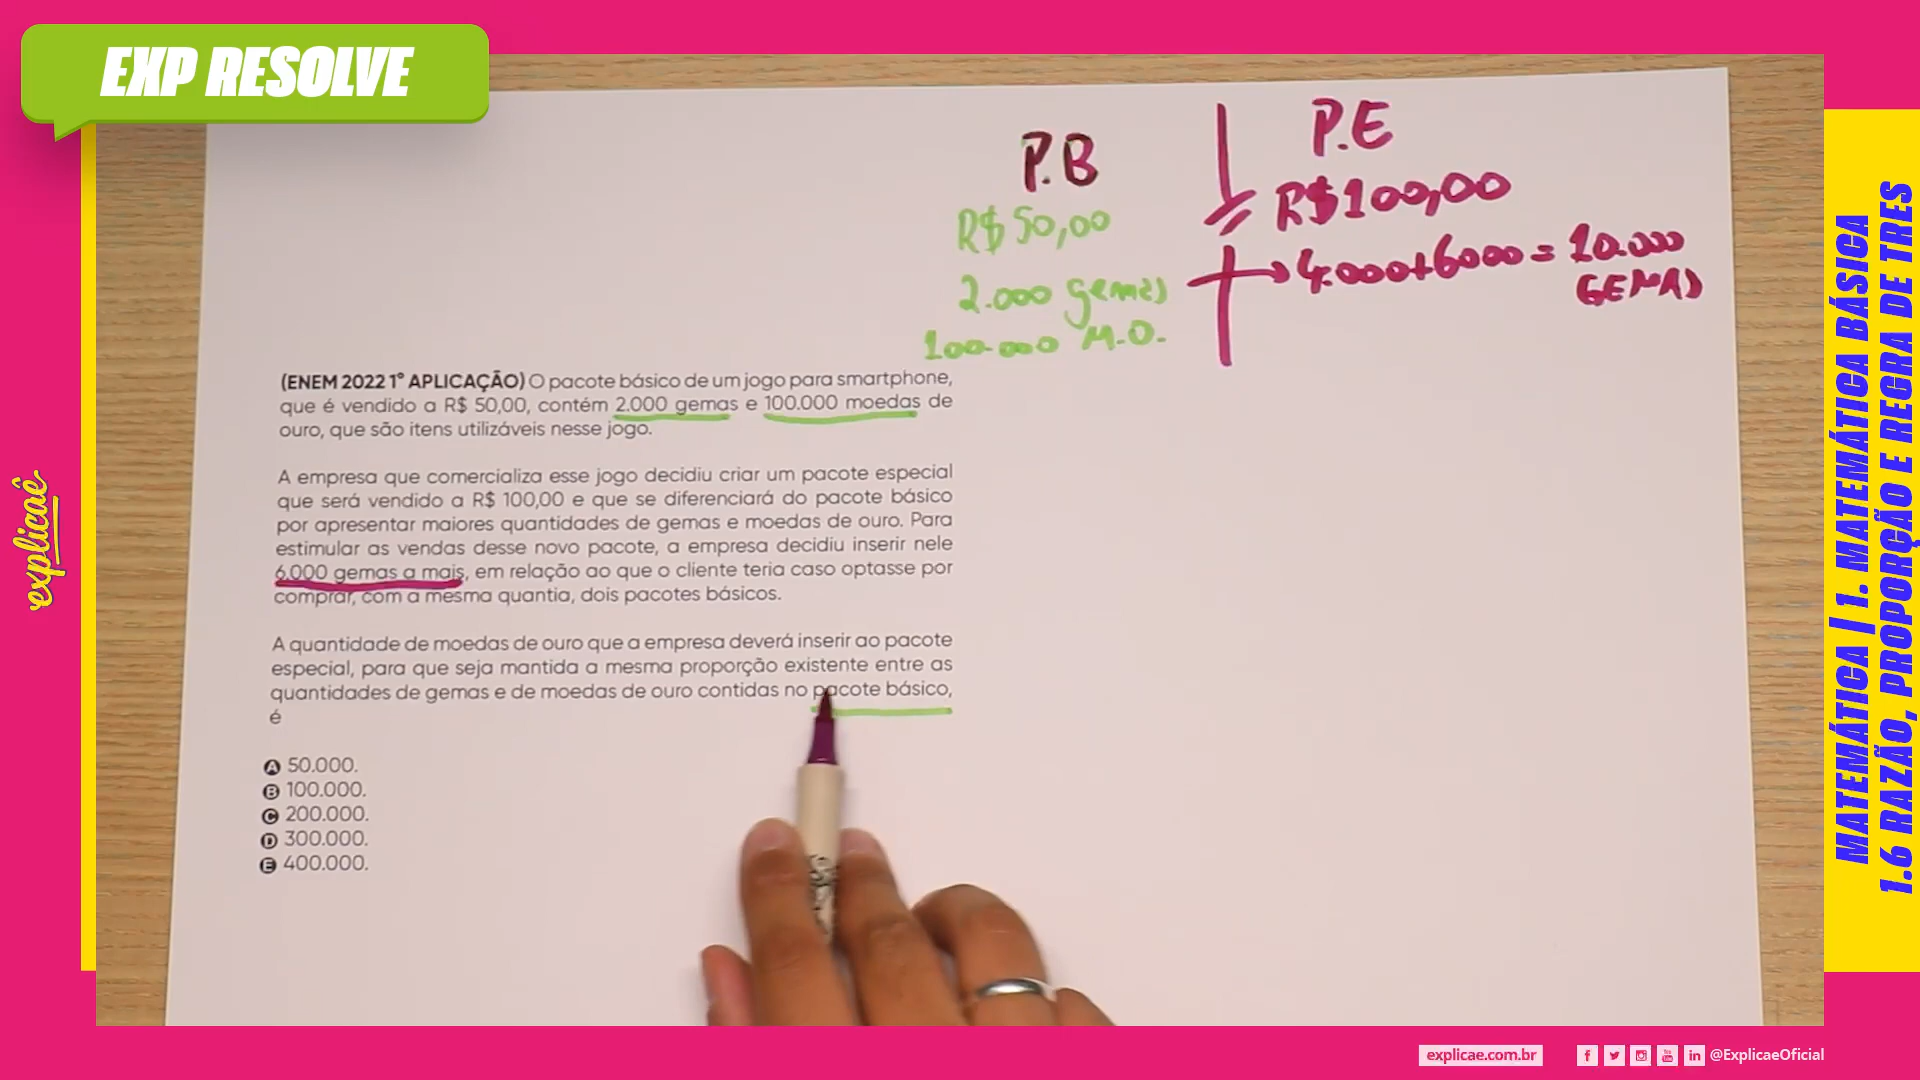 EXP RESOLVE
P.B
R$ 50,00
2.000 gemas
100.000 M.O.
P.E
R$ 100,00
4.000+6000 = 10.000
GEMAS
(ENEM 2022 1° APLICAÇÃO) O pacote básico de um jogo para smartphone,
que é vendido a R$ 50,00, contém 2.000 gemas e 100.000 moedas de
ouro, que são itens utilizáveis nesse jogo.
A empresa que comercializa esse jogo decidiu criar um pacote especial
que será vendido a R$ 100,00 e que se diferenciará do pacote básico
por apresentar maiores quantidades de gemas e moedas de ouro. Para
estimular as vendas desse novo pacote, a empresa decidiu inserir nele
6.000 gemas a mais, em relação ao que o cliente teria caso optasse por
comprar, com a mesma quantia, dois pacotes básicos.
A quantidade de moedas de ouro que a empresa deverá inserir ao pacote
especial, para que seja mantida a mesma proporção existente entre as
quantidades de gemas e de moedas de ouro contidas no pacote básico,
é
A 50.000.
B 100.000.
C 200.000.
D 300.000.
E 400.000.
explicaê
MATEMÁTICA | 1. MATEMÁTICA BÁSICA
1.6 RAZÃO, PROPORÇÃO E REGRA DE TRES
explicae.com.br
@ExplicaeOficial